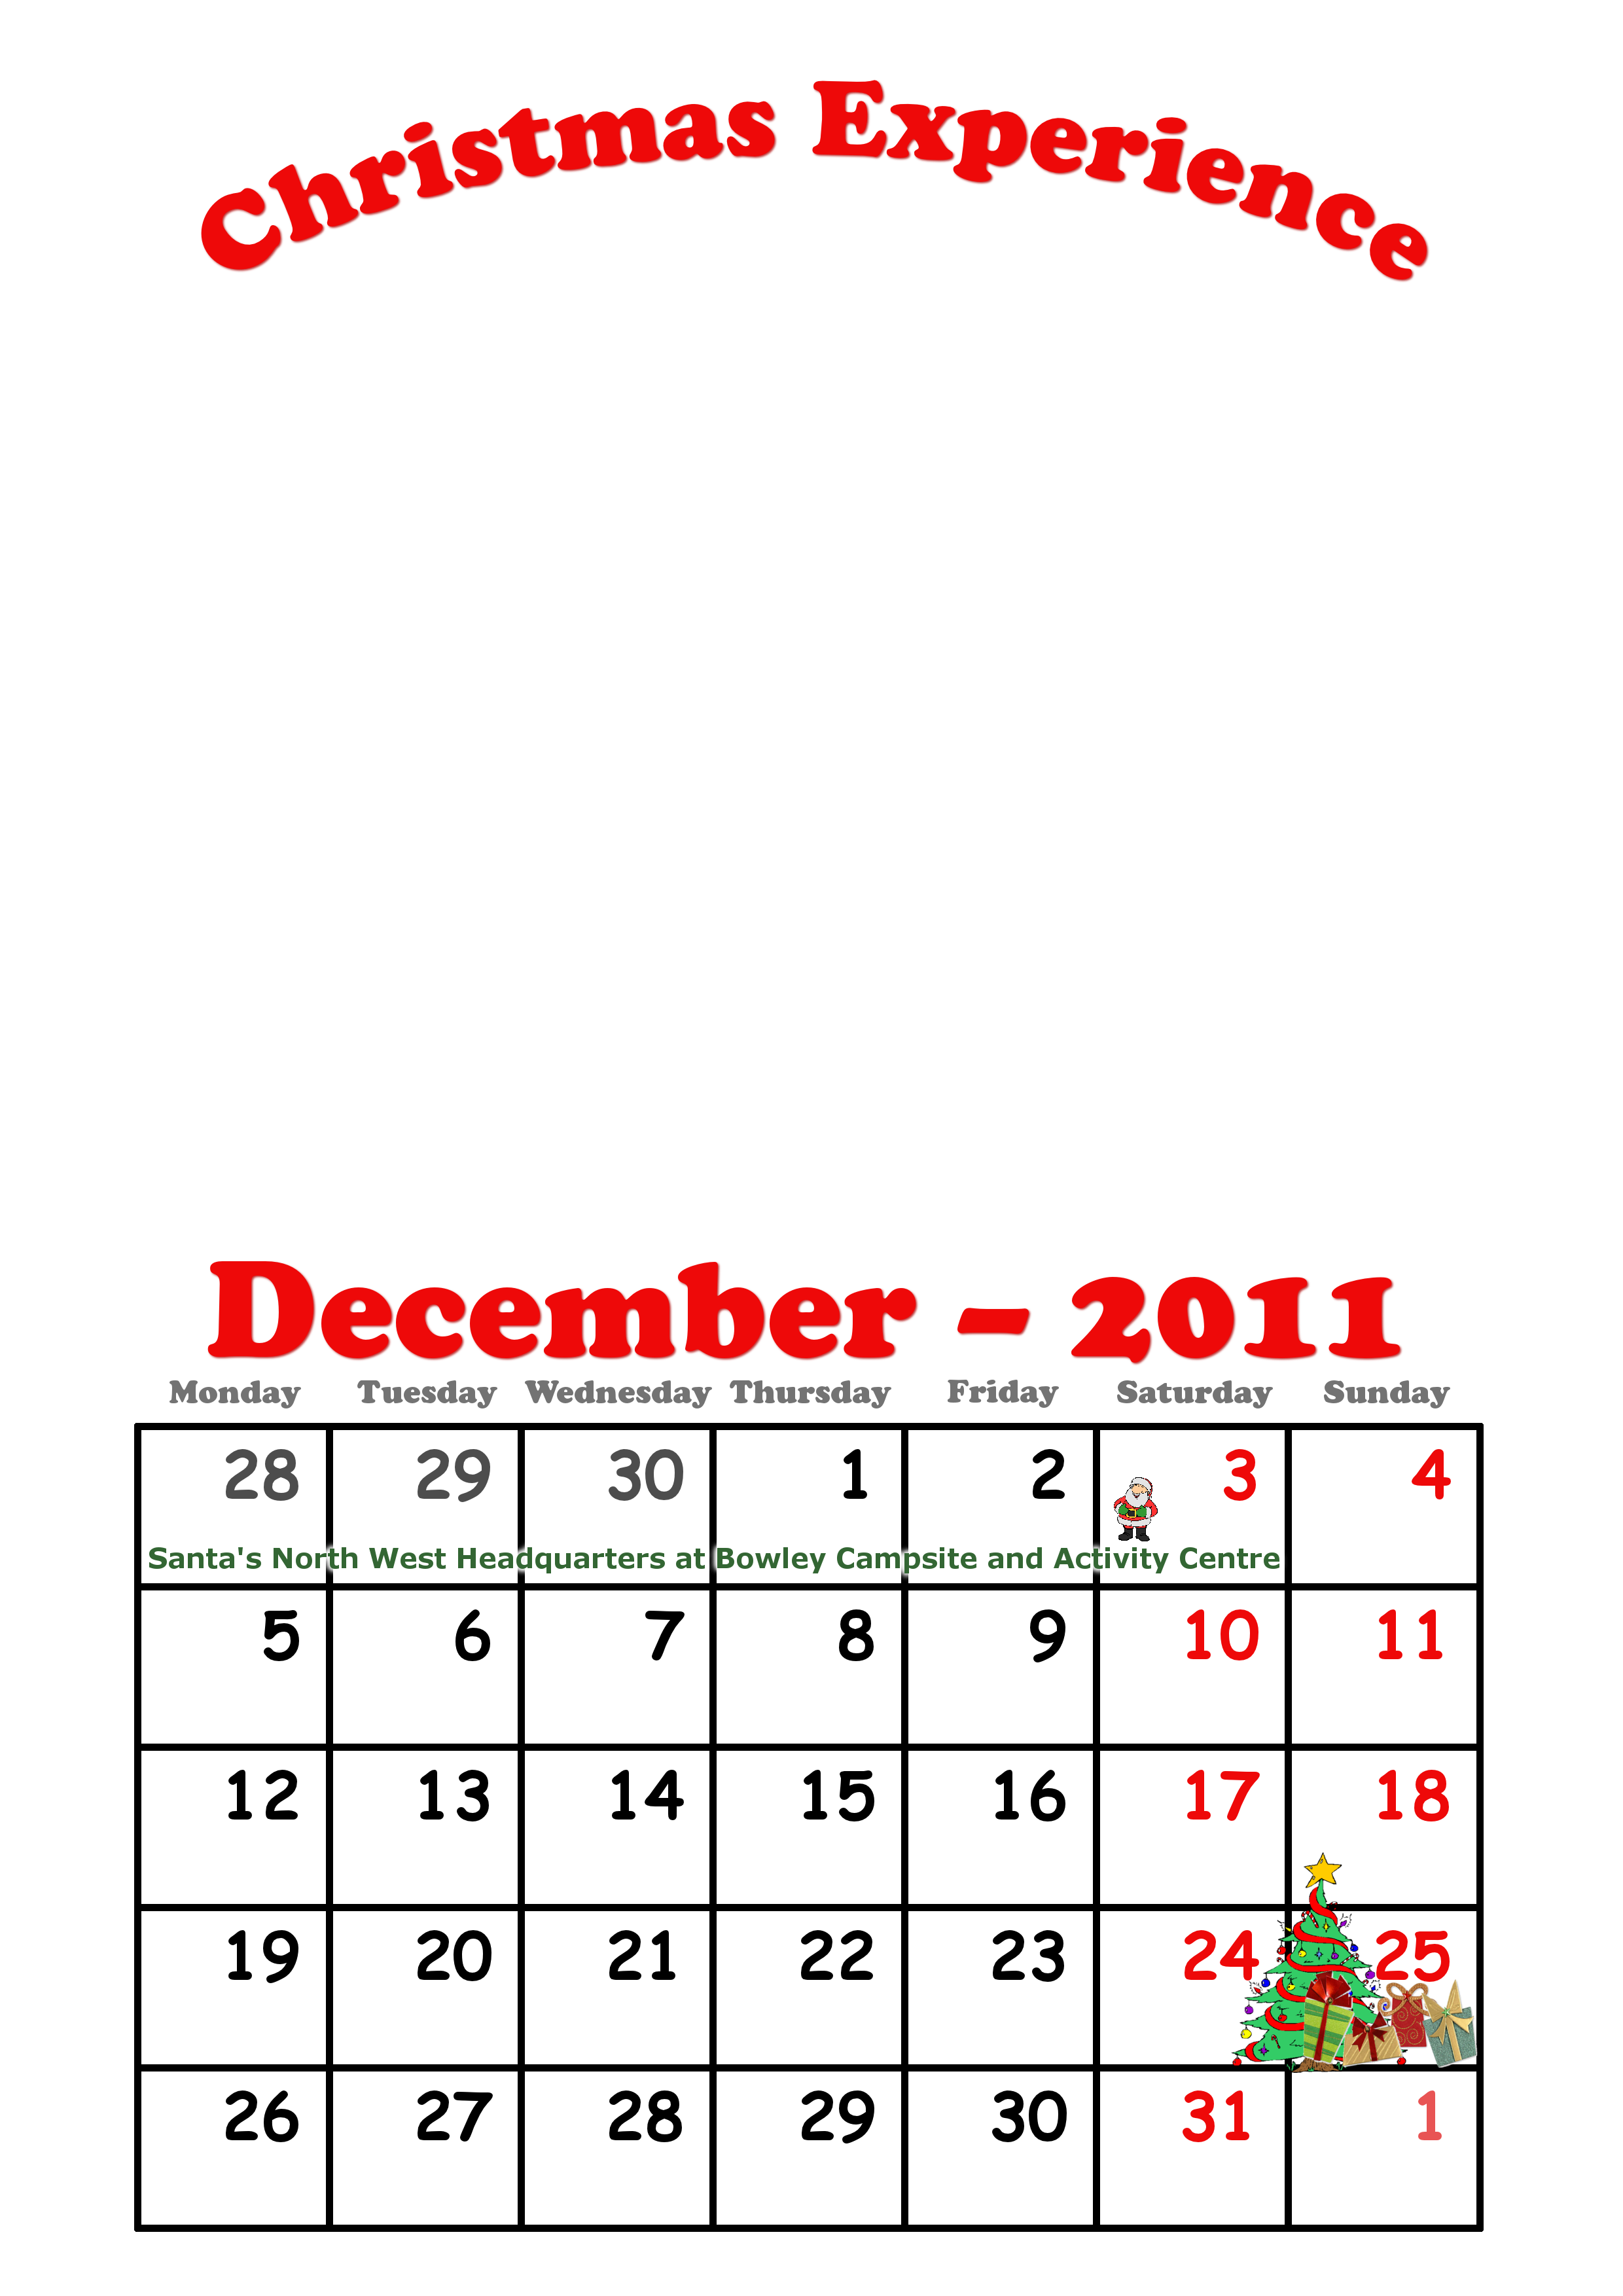 Christmas Experience
December - 2011
Monday Tuesday Wednesday Thursday Friday Saturday Sunday
28 29 30 1 2 3 4
Santa's North West Headquarters at Bowley Campsite and Activity Centre
5 6 7 8 9 10 11
12 13 14 15 16 17 18
19 20 21 22 23 24 25
26 27 28 29 30 31 1